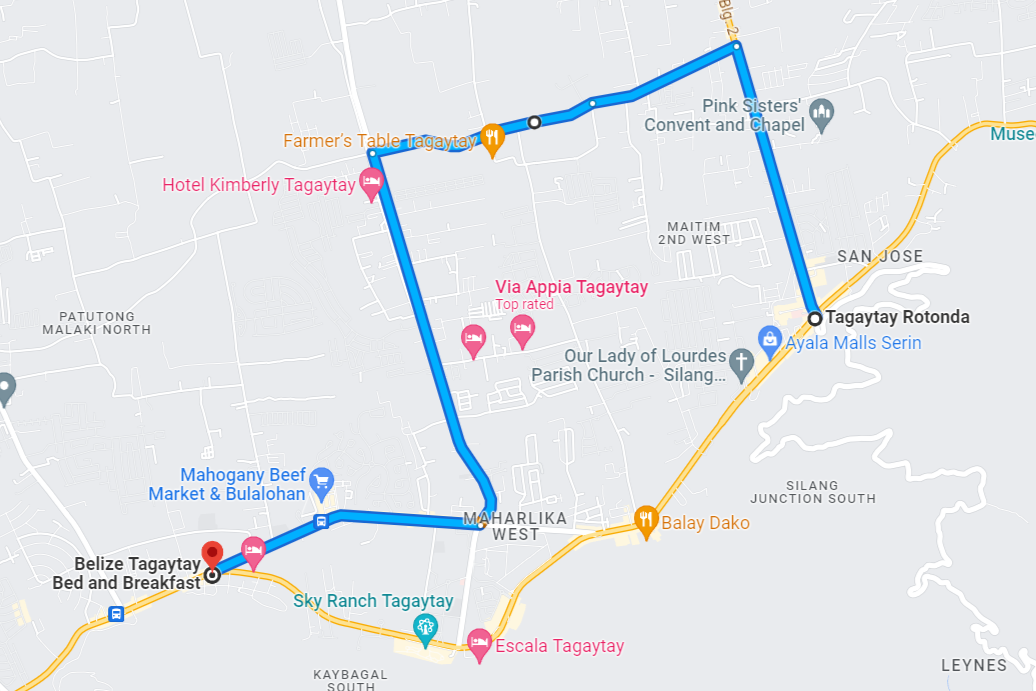 Blg. 2
Pink Sisters'
Convent and Chapel
Farmer's Table Tagaytay
Muse
Hotel Kimberly Tagaytay
MAITIM
2ND WEST
SAN JOSE
Via Appia Tagaytay
Top rated
PATUTONG
MALAKI NORTH
Tagaytay Rotonda
Ayala Malls Serin
Our Lady of Lourdes
Parish Church - Silang...
Mahogany Beef
Market & Bulalohan
SILANG
JUNCTION SOUTH
MAHARLIKA
WEST
Balay Dako
Belize Tagaytay
Bed and Breakfast
Sky Ranch Tagaytay
Escala Tagaytay
KAYBAGAL
SOUTH
LEYNES